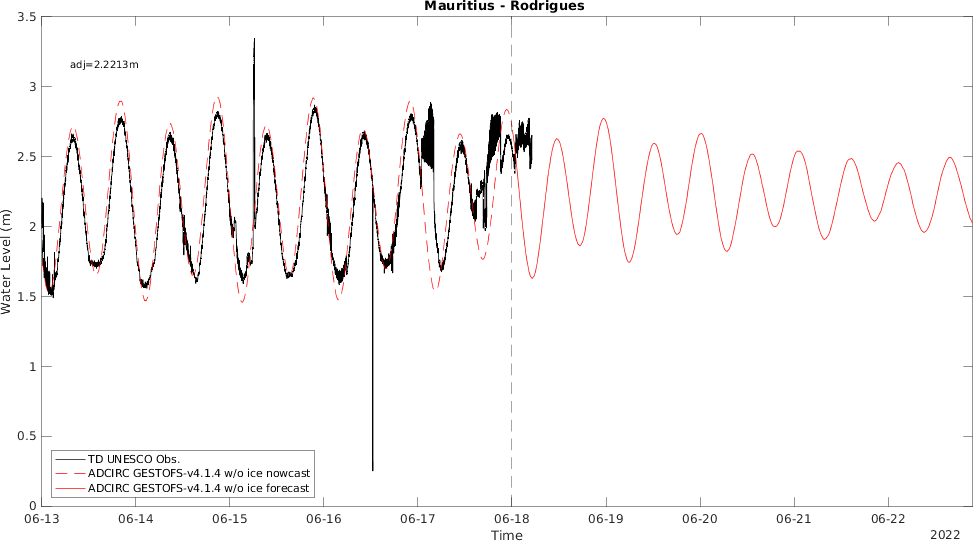 Mauritius - Rodrigues
3.5
adj=2.2213m
3
2.5
2
Water Level (m)
1.5
1
0.5
TD UNESCO Obs.
ADCIRC GESTOFS-v4.1.4 w/o ice nowcast
ADCIRC GESTOFS-v4.1.4 w/o ice forecast
0
06-13 06-14 06-15 06-16 06-17 06-18 06-19 06-20 06-21 06-22
Time
2022